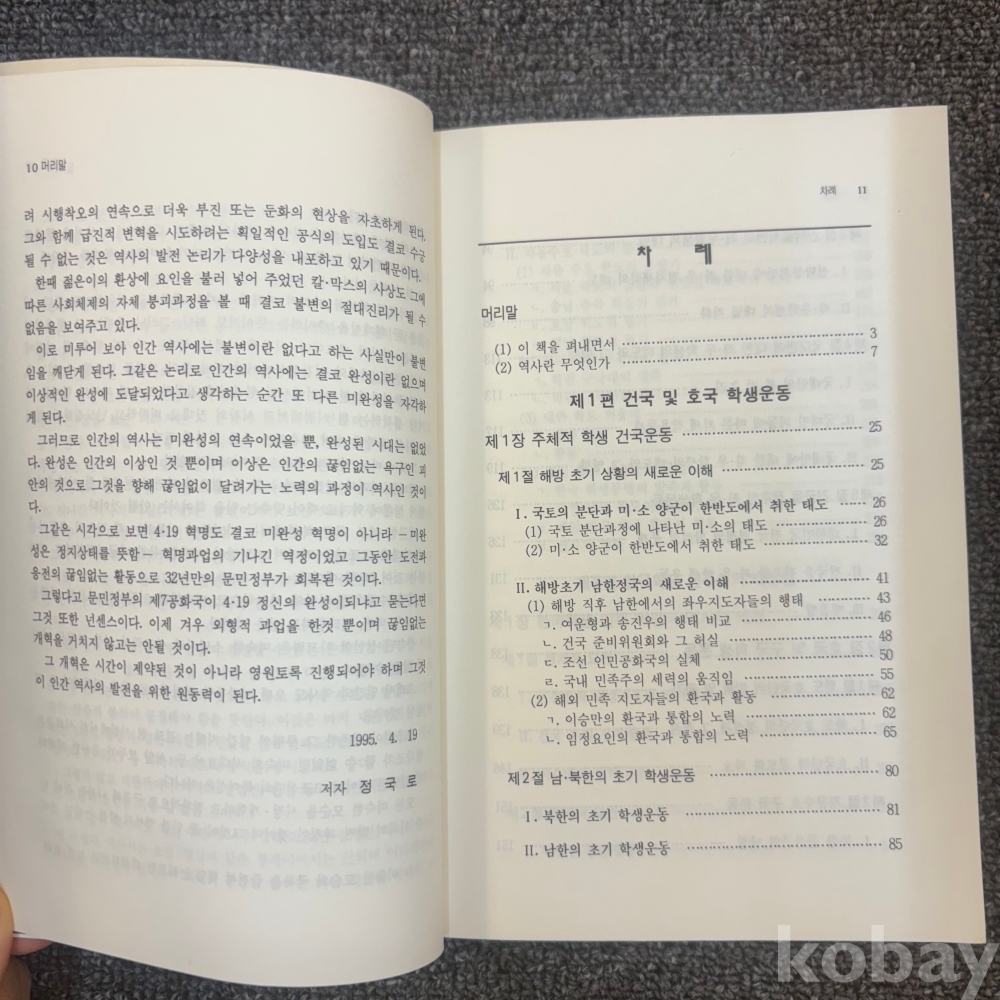 10 머리말
려 시행착오의 연속으로 더욱 부진 또는 둔화의 현상을 자초하게 된다.
그와 함께 급진적 변혁을 시도하려는 획일적인 공식의 도입도 결코 수긍
될 수 없는 것은 역사의 발전 논리가 다양성을 내포하고 있기 때문이다.
한때 젊은이의 환상에 요인을 불러 넣어 주었던 칼·막스의 사상도 그에
따른 사회체제의 자체 붕괴과정을 볼 때 결코 불변의 절대진리가 될 수
없음을 보여주고 있다.
이로 미루어 보아 인간 역사에는 불변이란 없다고 하는 사실만이 불변
임을 깨닫게 된다. 그같은 논리로 인간의 역사에는 결코 완성이란 없으며
이상적인 완성에 도달되었다고 생각하는 순간 또 다른 미완성을 자각하
게 된다.
그러므로 인간의 역사는 미완성의 연속이었을 뿐, 완성된 시대는 없었
다. 완성은 인간의 이상인 것 뿐이며 이상은 인간의 끊임없는 욕구인 피
안의 것으로 그것을 향해 끊임없이 달려가는 노력의 과정이 역사인 것이
다.
그같은 시각으로 보면 4·19 혁명도 결코 미완성 혁명이 아니라 -미완
성은 정지상태를 뜻함- 혁명과업의 기나긴 역정이었고 그동안 도전과
응전의 끊임없는 활동으로 32년만의 문민정부가 회복된 것이다.
그렇다고 문민정부의 제7공화국이 4·19 정신의 완성이되냐고 묻는다면
그것 또한 넌센스이다. 이제 겨우 외형적 과업을 한것 뿐이며 끊임없는
개혁을 거치지 않고는 안될 것이다.
그 개혁은 시간이 제약된 것이 아니라 영원토록 진행되어야 하며 그것
이 인간 역사의 발전을 위한 원동력이 된다.
1995. 4. 19
저자 정 국 로
차례 11
차 례
머리말
(1) 이 책을 펴내면서 3
(2) 역사란 무엇인가 7
제1편 건국 및 호국 학생운동
제1장 주체적 학생 건국운동 25
제1절 해방 초기 상황의 새로운 이해 25
I. 국토의 분단과 미·소 양군이 한반도에서 취한 태도 26
(1) 국토 분단과정에 나타난 미·소의 태도 26
(2) 미·소 양군이 한반도에서 취한 태도 32
II. 해방초기 남한정국의 새로운 이해 41
(1) 해방 직후 남한에서의 좌우지도자들의 행태 43
ㄱ. 여운형과 송진우의 행태 비교 46
ㄴ. 건국 준비위원회와 그 허실 48
ㄷ. 조선 인민공화국의 실체 50
ㄹ. 국내 민족주의 세력의 움직임 55
(2) 해외 민족 지도자들의 환국과 활동 62
ㄱ. 이승만의 환국과 통합의 노력 62
ㄴ. 임정요인의 환국과 통합의 노력 65
제2절 남·북한의 초기 학생운동 80
I. 북한의 초기 학생운동 81
II. 남한의 초기 학생운동 85
kobay